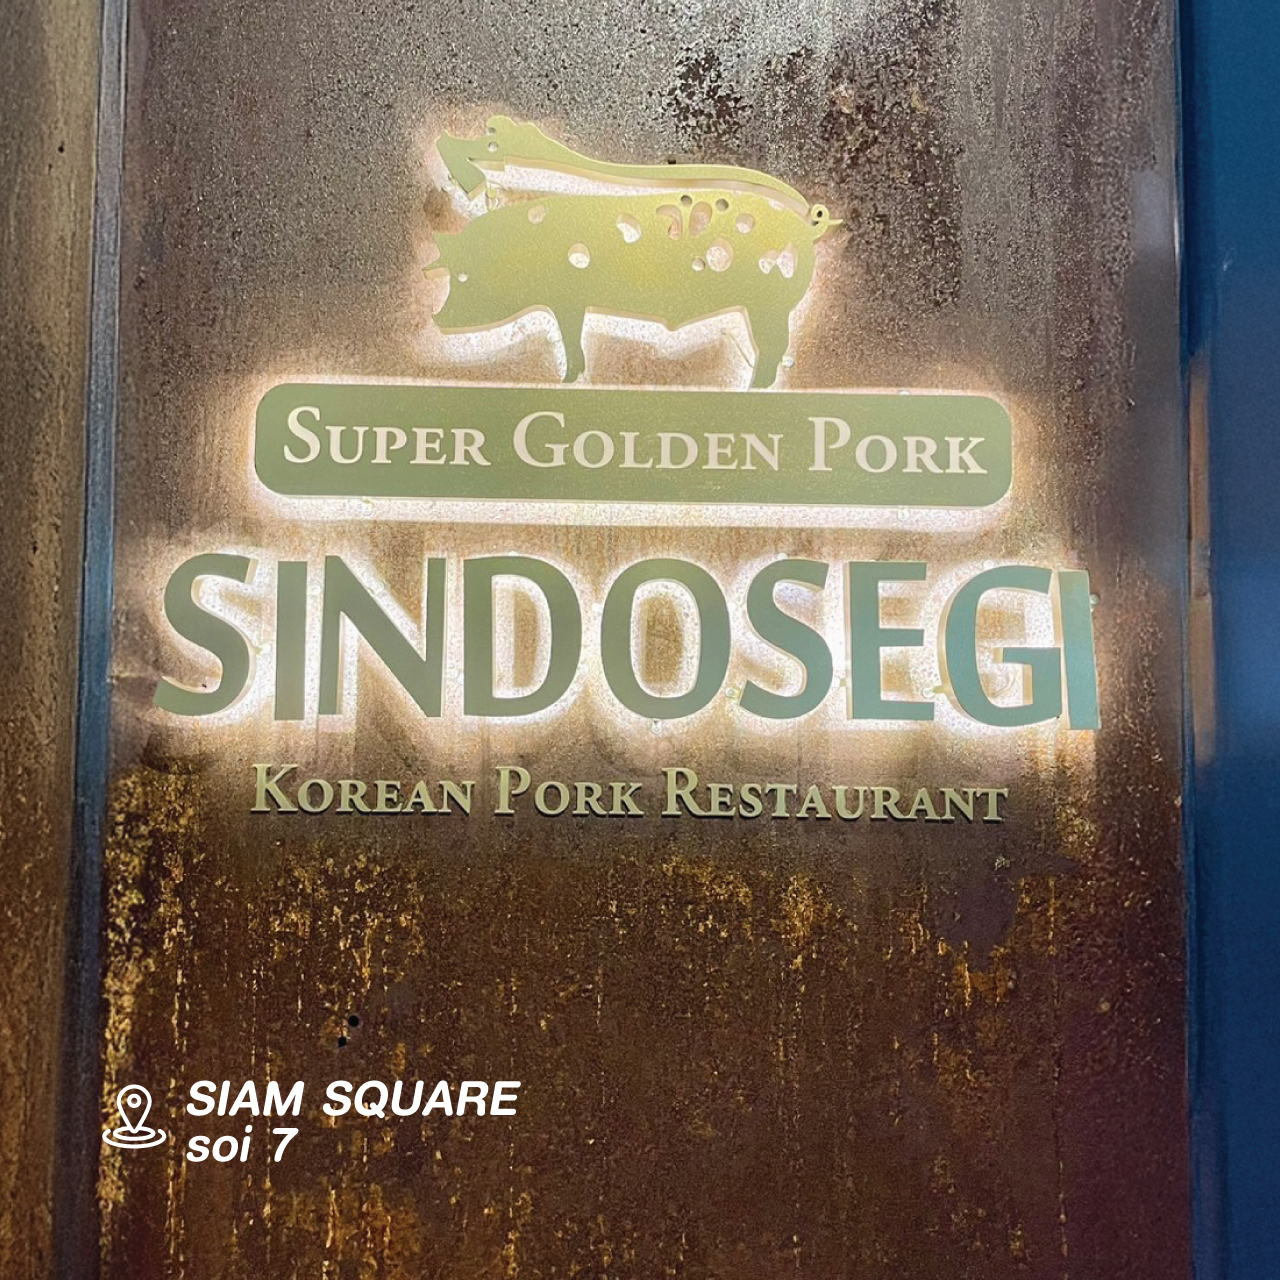 SUPER GOLDEN PORK
SINDOSEGI
KOREAN PORK RESTAURANT
SIAM SQUARE
soi 7